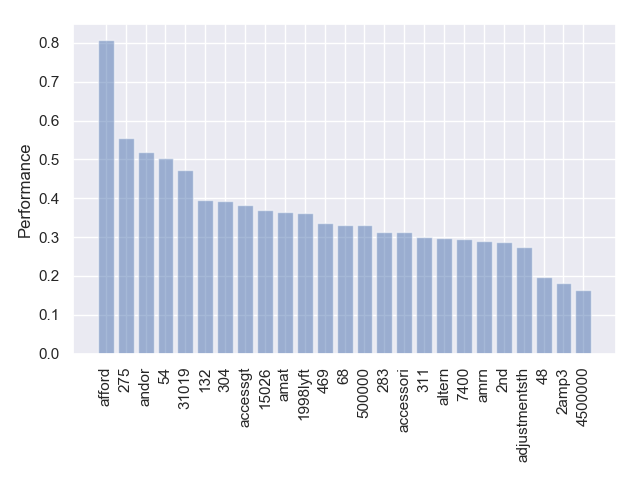 0.8
0.7
0.6
0.5
0.4
0.3
0.2
0.1
0.0
Performance
afford
275
andor
54
31019
132
304
accessgt
15026
amat
1998lyft
469
68
500000
283
accessori
311
altern
7400
amrn
2nd
adjustmentsth
48
2amp3
4500000